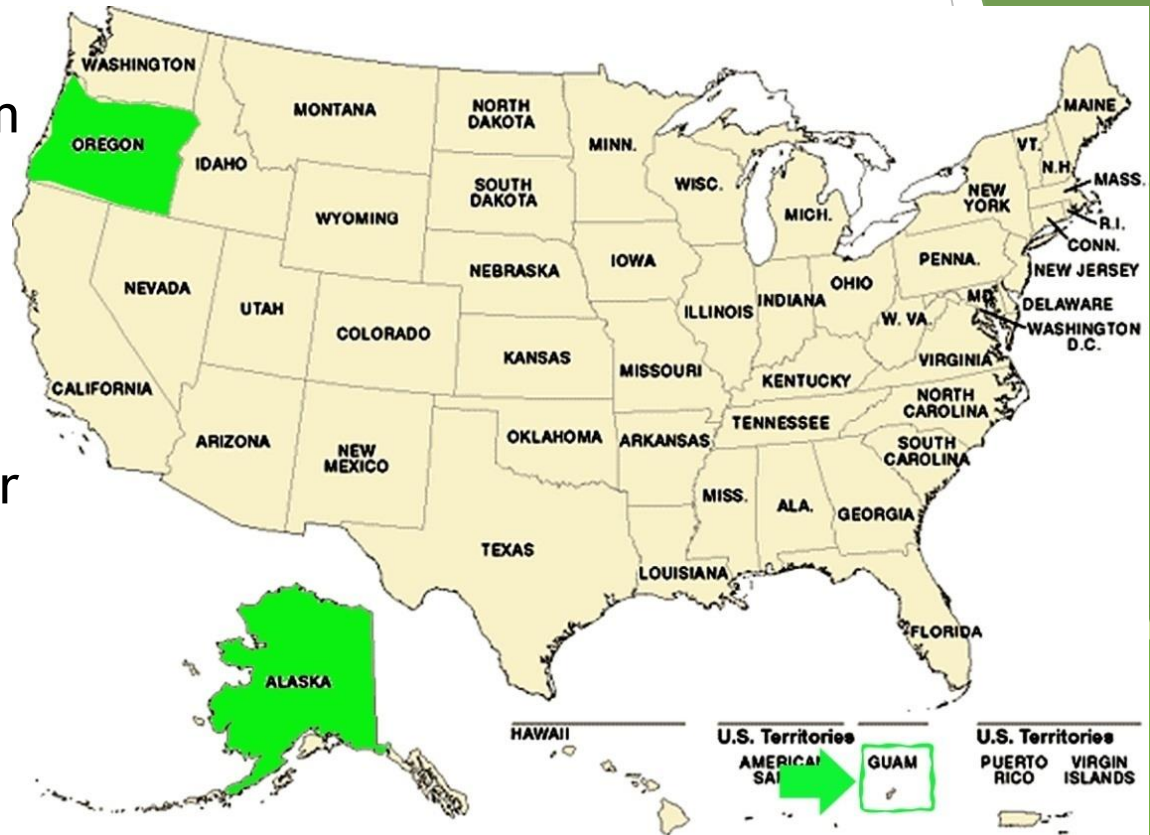 n
r
WASHINGTON
OREGON
IDAHO
MONTANA
NORTH
DAKOTA
SOUTH
DAKOTA
MINN.
WISC.
MICH.
WYOMING
NEBRASKA
IOWA
NEVADA
UTAH
COLORADO
KANSAS
MISSOURI
ILLINOIS
INDIANA
OHIO
PENNA.
NEW
YORK
VT.
N.H.
MAINE
MASS.
R.I.
CONN.
NEW JERSEY
MD.
DELAWARE
WASHINGTON
D.C.
W. VA.
VIRGINIA
KENTUCKY
NORTH
CAROLINA
TENNESSEE
SOUTH
CAROLINA
CALIFORNIA
ARIZONA
NEW
MEXICO
OKLAHOMA
ARKANSAS
MISS.
ALA.
GEORGIA
TEXAS
LOUISIANA
FLORIDA
ALASKA
HAWAII
U.S. Territories
AMERICA
SA
GUAM
U.S. Territories
PUERTO
RICO
VIRGIN
ISLANDS